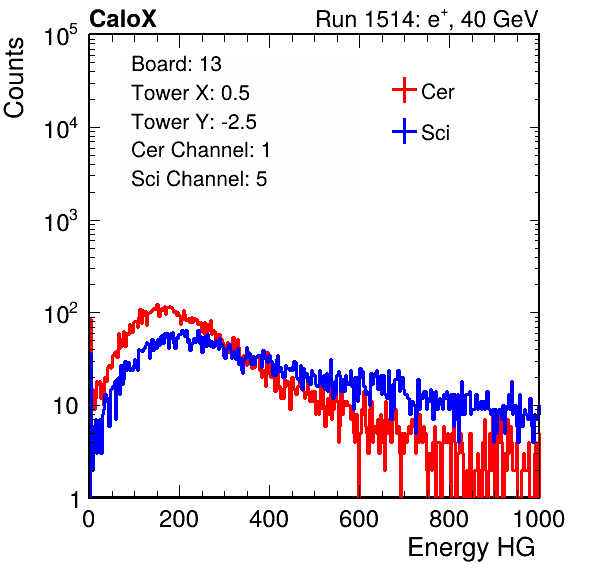 CaloX Run 1514: e⁺, 40 GeV
Counts
10⁵
10⁴
10³
10²
10
1
Board: 13
Tower X: 0.5
Tower Y: -2.5
Cer Channel: 1
Sci Channel: 5
Cer
Sci
0 200 400 600 800 1000
Energy HG